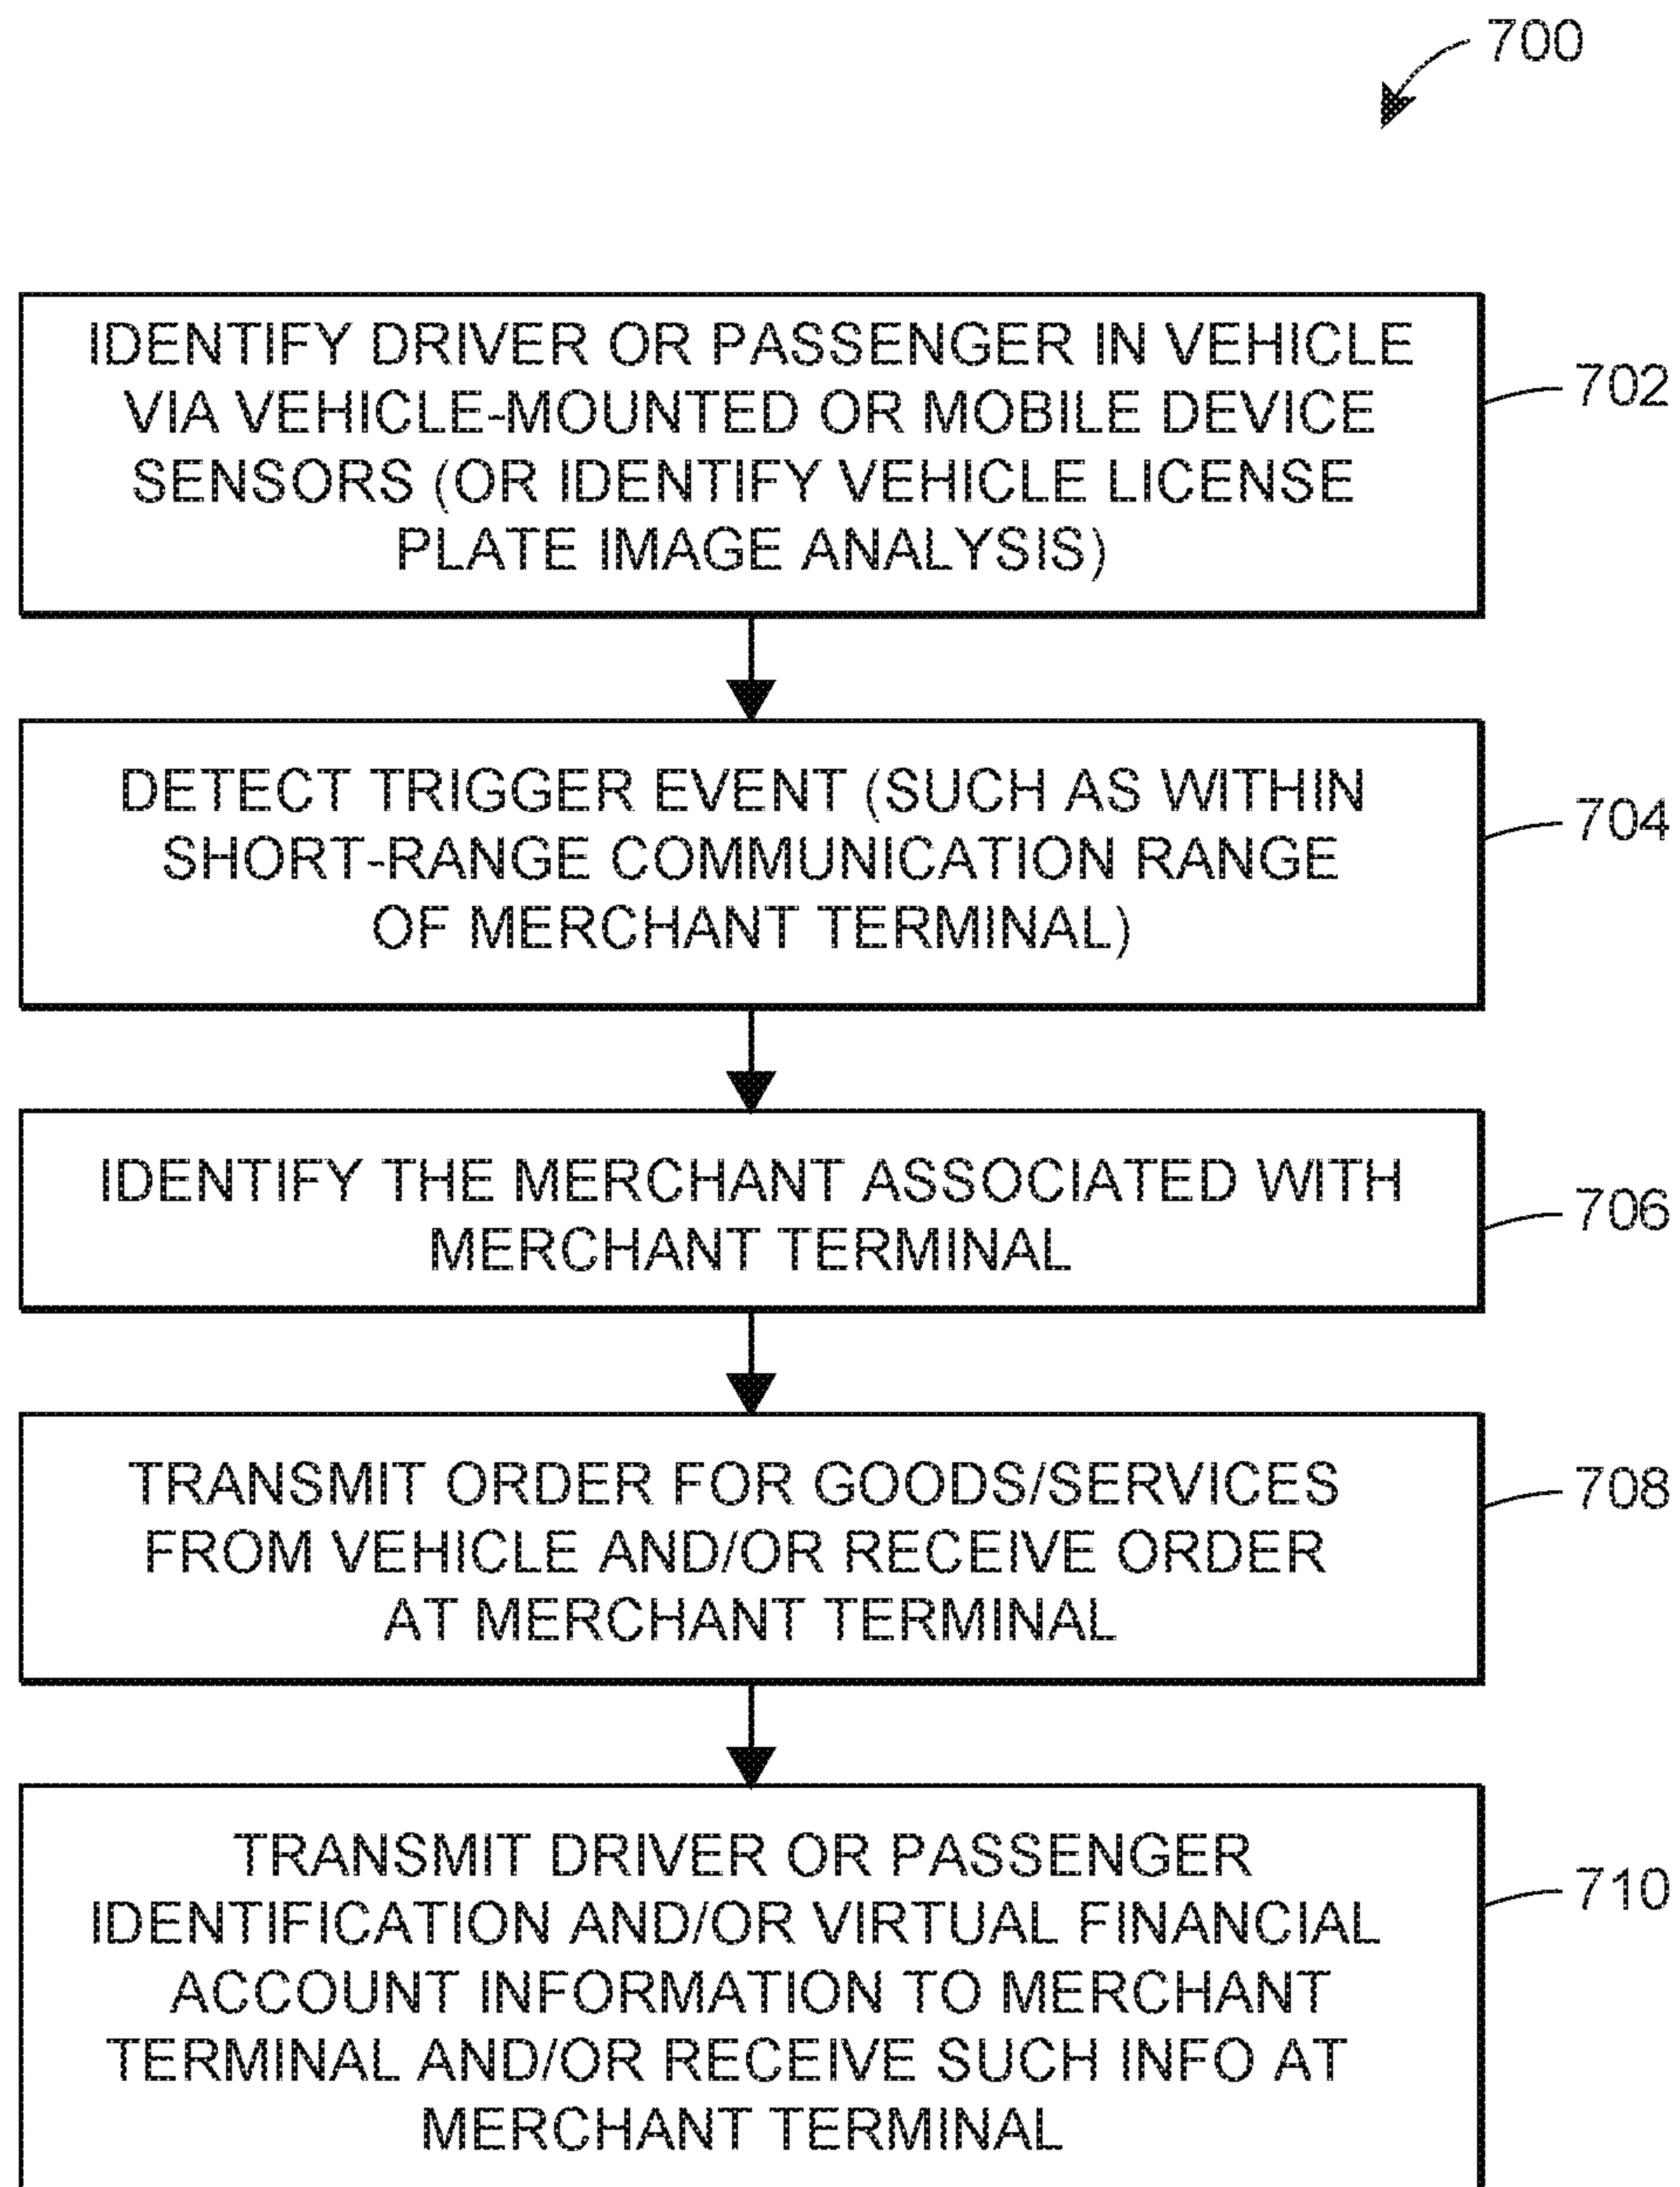 700
IDENTIFY DRIVER OR PASSENGER IN VEHICLE
VIA VEHICLE-MOUNTED OR MOBILE DEVICE
SENSORS (OR IDENTIFY VEHICLE LICENSE
PLATE IMAGE ANALYSIS)
702
DETECT TRIGGER EVENT (SUCH AS WITHIN
SHORT-RANGE COMMUNICATION RANGE
OF MERCHANT TERMINAL)
704
IDENTIFY THE MERCHANT ASSOCIATED WITH
MERCHANT TERMINAL
706
TRANSMIT ORDER FOR GOODS/SERVICES
FROM VEHICLE AND/OR RECEIVE ORDER
AT MERCHANT TERMINAL
708
TRANSMIT DRIVER OR PASSENGER
IDENTIFICATION AND/OR VIRTUAL FINANCIAL
ACCOUNT INFORMATION TO MERCHANT
TERMINAL AND/OR RECEIVE SUCH INFO AT
MERCHANT TERMINAL
710